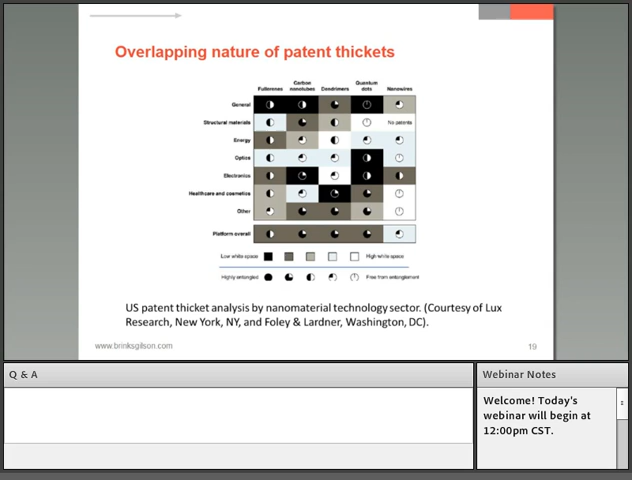 Overlapping nature of patent thickets
Fullerenes Carbon nanotubes Dendrimers Quantum dots Nanowires
General
Structural materials No patents
Energy
Optics
Electronics
Healthcare and cosmetics
Other
Platform overall
Low white space High white space
Highly entangled Free from entanglement
US patent thicket analysis by nanomaterial technology sector. (Courtesy of Lux
Research, New York, NY, and Foley & Lardner, Washington, DC).
www.brinksgilson.com 19
Q & A
Webinar Notes
Welcome! Today's
webinar will begin at
12:00pm CST.